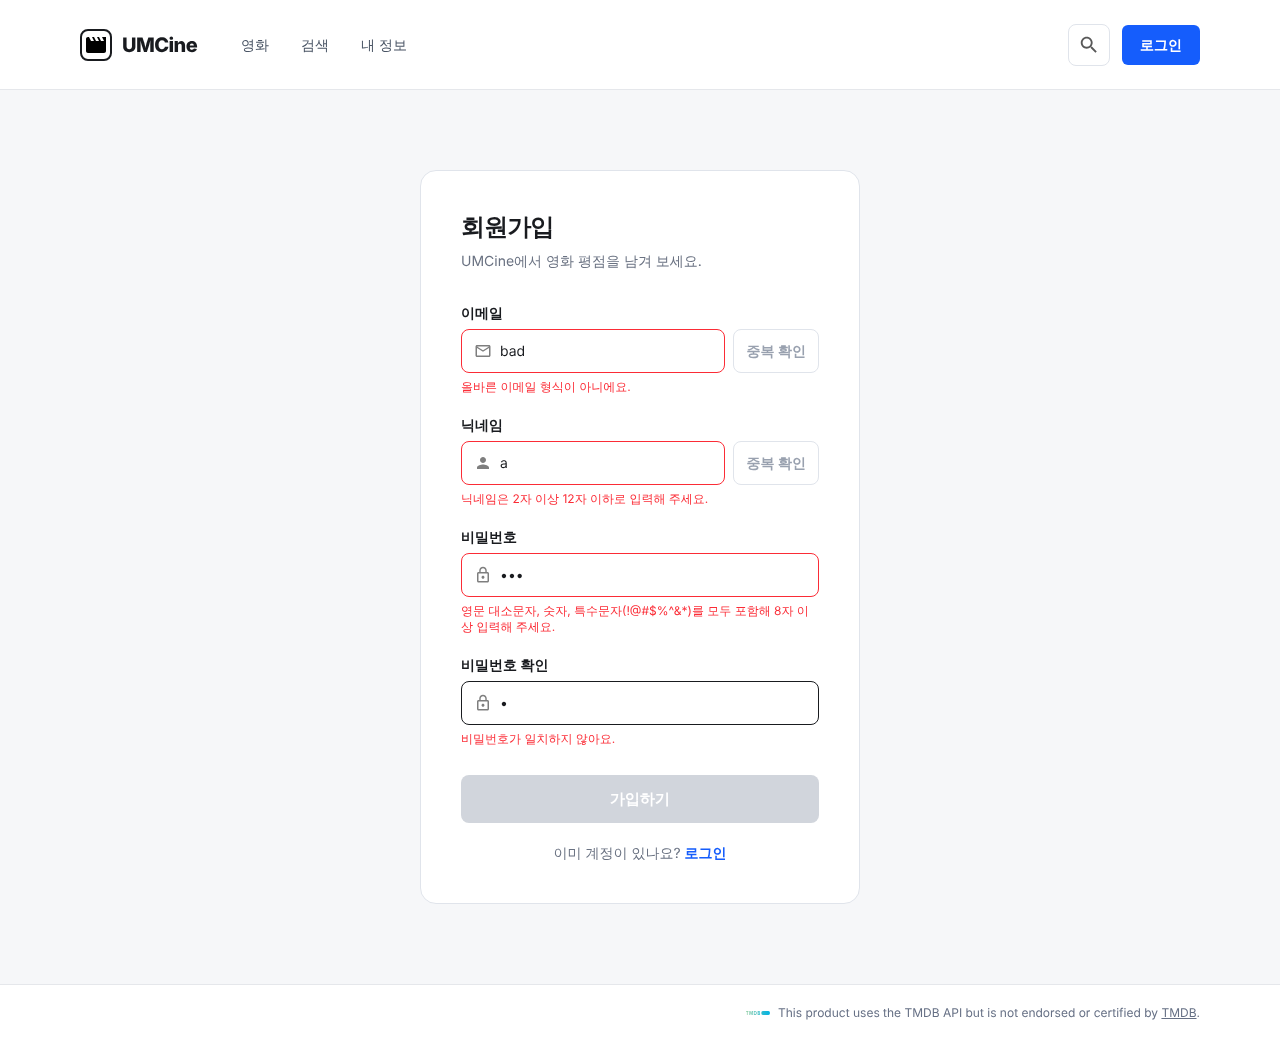 UMCine
영화
검색
내 정보
로그인
회원가입
UMCine에서 영화 평점을 남겨 보세요.
이메일
bad
중복 확인
올바른 이메일 형식이 아니에요.
닉네임
a
중복 확인
닉네임은 2자 이상 12자 이하로 입력해 주세요.
비밀번호
•••
영문 대소문자, 숫자, 특수문자(!@#$%^&*)를 모두 포함해 8자 이
상 입력해 주세요.
비밀번호 확인
•
비밀번호가 일치하지 않아요.
가입하기
이미 계정이 있나요? 로그인
TMDB This product uses the TMDB API but is not endorsed or certified by TMDB.